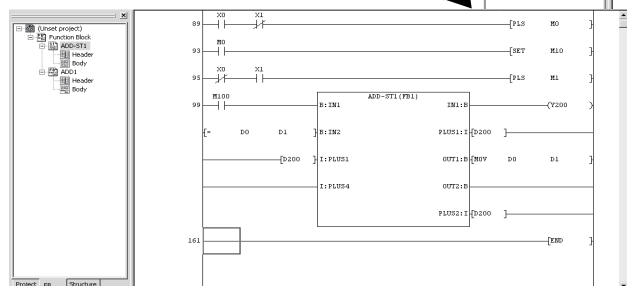 (Unset project)
Function Block
ADD-ST1
Header
Body
ADD1
Header
Body
Project
FB
Structure
X0 X1
89 [PLS M0 ]
M0
93 [SET M10 ]
X0 X1
95 [PLS M1 ]
M100
99 ADD-ST1(FB1)
B:IN1 IN1:B (Y200 )
[= D0 D1 ] B:IN2 PLUS1:I [D200 ]
[D200 ] I:PLUS1 OUT1:B [MOV D0 D1 ]
I:PLUS4 OUT2:B
PLUS2:I [D200 ]
161 [END ]